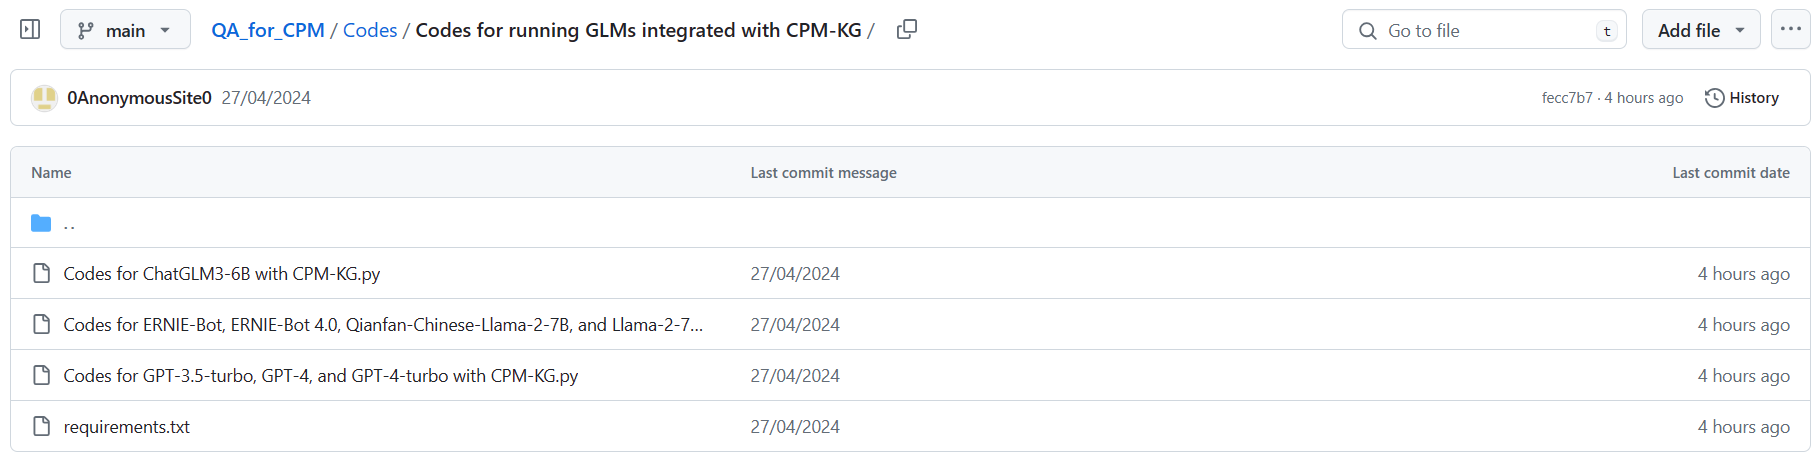 main QA_for_CPM / Codes / Codes for running GLMs integrated with CPM-KG / Go to file t Add file ...
0AnonymousSite0 27/04/2024 fecc7b7 · 4 hours ago History
Name Last commit message Last commit date
..
Codes for ChatGLM3-6B with CPM-KG.py 27/04/2024 4 hours ago
Codes for ERNIE-Bot, ERNIE-Bot 4.0, Qianfan-Chinese-Llama-2-7B, and Llama-2-7... 27/04/2024 4 hours ago
Codes for GPT-3.5-turbo, GPT-4, and GPT-4-turbo with CPM-KG.py 27/04/2024 4 hours ago
requirements.txt 27/04/2024 4 hours ago